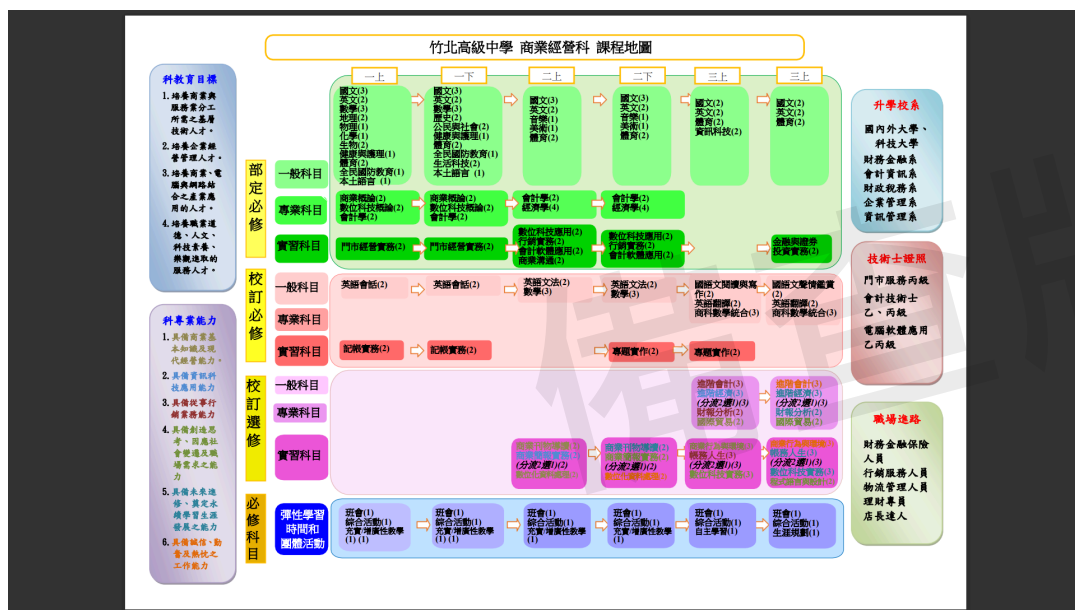 竹北高級中學 商業經營科 課程地圖
科教育目標
1. 培養商業與
服務業分工
所需之基層
技術人才。
2. 培養企業經
營管理人才。
3. 培養商業、電
腦與網路結
合之產業應
用的人才。
4. 培養職業道
德、人文、
科技素養、
樂觀進取的
服務人才。
科專業能力
1. 具備商業基
本知識及現
代經營能力。
2. 具備資訊科
技應用能力
3. 具備從事行
銷業務能力
4. 具備創造思
考、因應社
會變遷及職
場需求之能
力
5. 具備未來進
修、奠定永
續學習生涯
發展之能力
6. 具備誠信、勤
奮及熱忱之
工作能力
一上
一下
二上
二下
三上
三上
部定必修
一般科目
國文(3)
英文(2)
數學(3)
地理(2)
物理(1)
化學(1)
生物(2)
健康與護理(1)
體育(2)
全民國防教育(1)
本土語言 (1)
國文(3)
英文(2)
數學(3)
歷史(2)
公民與社會(2)
健康與護理(1)
體育(2)
全民國防教育(1)
生活科技(2)
本土語言 (1)
國文(3)
英文(2)
音樂(1)
美術(1)
體育(2)
國文(3)
英文(2)
音樂(1)
美術(1)
體育(2)
國文(2)
英文(2)
體育(2)
資訊科技(2)
國文(2)
英文(2)
體育(2)
專業科目
商業概論(2)
數位科技概論(2)
會計學(2)
商業概論(2)
數位科技概論(2)
會計學(2)
會計學(2)
經濟學(4)
會計學(2)
經濟學(4)
實習科目
門市經營實務(2)
門市經營實務(2)
數位科技應用(2)
行銷實務(2)
會計軟體應用(2)
商業溝通(2)
數位科技應用(2)
行銷實務(2)
會計軟體應用(2)
金融與證券
投資實務(2)
校訂必修
一般科目
英語會話(2)
英語會話(2)
英語文法(2)
數學(3)
英語文法(2)
數學(3)
國語文閱讀與寫
作(2)
英語翻譯(2)
商科數學統合(3)
國語文聲情鑑賞
(2)
英語翻譯(2)
商科數學統合(3)
專業科目
實習科目
記帳實務(2)
記帳實務(2)
專題實作(2)
專題實作(2)
校訂選修
一般科目
專業科目
進階會計(3)
進階經濟(3)
(分流2選1)(3)
財報分析(2)
國際貿易(2)
進階會計(3)
進階經濟(3)
(分流2選1)(3)
財報分析(2)
國際貿易(2)
實習科目
(分流2選1)(2)
(分流2選1)(2)
帳務人生(3)
(分流2選1)(3)
數位科技實務(3)
帳務人生(3)
(分流2選1)(3)
數位科技實務(3)
必修科目
彈性學習
時間和
團體活動
班會(1)
綜合活動(1)
充實/增廣性教學
(1) (1)
班會(1)
綜合活動(1)
充實/增廣性教學
(1) (1)
班會(1)
綜合活動(1)
充實/增廣性教學
(1)
班會(1)
綜合活動(1)
充實/增廣性教學
(1)
班會(1)
綜合活動(1)
自主學習(1)
班會(1)
綜合活動(1)
生涯規劃(1)
升學校系
國內外大學、
科技大學
財務金融系
會計資訊系
財政稅務系
企業管理系
資訊管理系
技術士證照
門市服務丙級
會計技術士
乙、丙級
電腦軟體應用
乙丙級
職場進路
財務金融保險
人員
行銷服務人員
物流管理人員
理財專員
店長達人
備查版